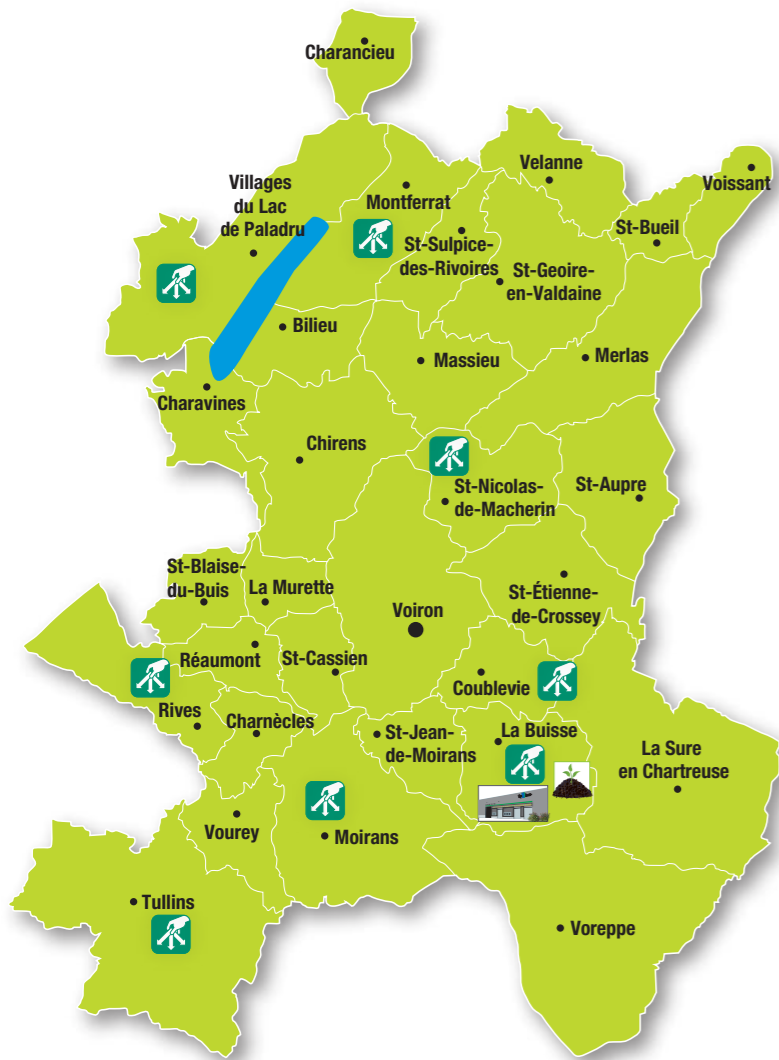 Charancieu
Velanne
Voissant
Villages
du Lac
de Paladru
Montferrat
St-Bueil
St-Sulpice-
des-Rivoires
St-Geoire-
en-Valdaine
Bilieu
Massieu
Merlas
Charavines
Chirens
St-Nicolas-
de-Macherin
St-Aupre
St-Blaise-
du-Buis
La Murette
St-Étienne-
de-Crossey
Voiron
Réaumont
St-Cassien
Coublevie
Rives
Charnècles
St-Jean-
de-Moirans
La Buisse
La Sure
en Chartreuse
Vourey
Moirans
Tullins
Voreppe